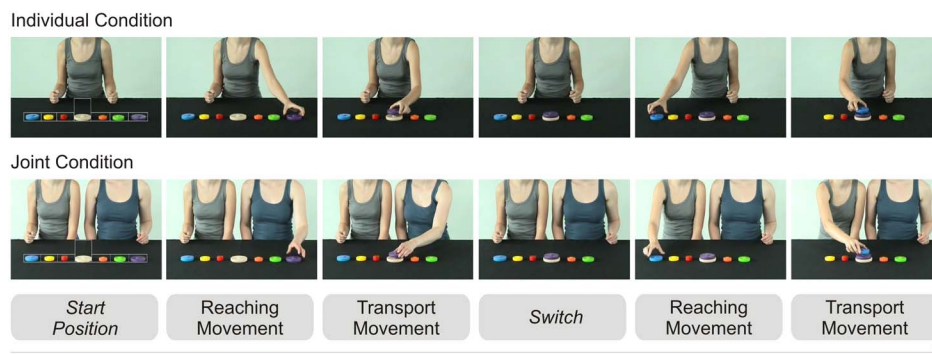 Individual Condition
Joint Condition
Start
Position
Reaching
Movement
Transport
Movement
Switch
Reaching
Movement
Transport
Movement